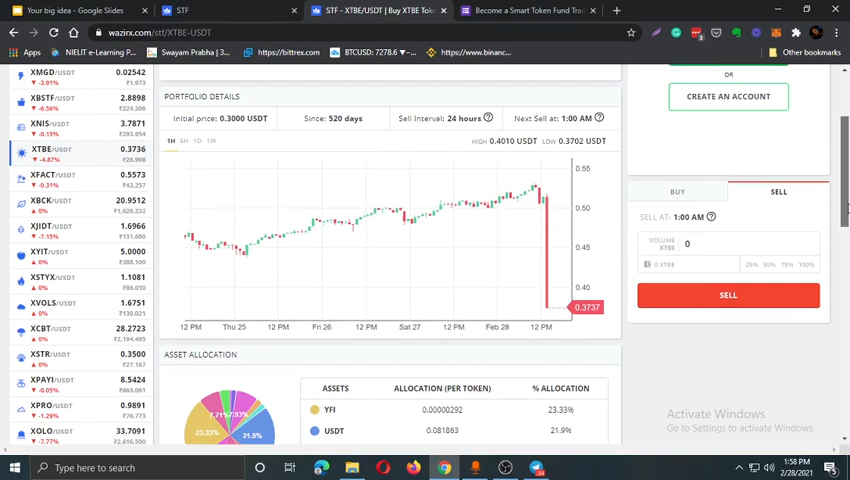 Your big idea - Google Slides
STF
STF - XTBE/USDT | Buy XTBE Tok
Become a Smart Token Fund Trad
wazirx.com/stf/XTBE-USDT
Apps
NIELIT e-Learning P
Swayam Prabha | 3...
https://bittrex.com
BTCUSD: 7278.6 ▼−...
https://www.binanc...
Other bookmarks
XMGD/USDT 0.02542
▼ -3.91% ₹1.973
XBSTF/USDT 2.8898
▼ -6.56% ₹224.306
XNIS/USDT 3.7871
▼ -0.15% ₹293.954
XTBE/USDT 0.3736
▼ -4.87% ₹28.998
XFACT/USDT 0.5573
▼ -0.31% ₹43.257
XBCK/USDT 20.9512
▲ 0% ₹1,626.232
XJIDT/USDT 1.6966
▼ -7.15% ₹131.690
XYIT/USDT 5.0000
▲ 0% ₹388.100
XSTYX/USDT 1.1081
▲ 0% ₹86.010
XVOLS/USDT 1.6751
▲ 0% ₹130.021
XCBT/USDT 28.2723
▲ 0% ₹2,194.495
XSTR/USDT 0.3500
▲ 0% ₹27.167
XPAYI/USDT 8.5424
▼ -0.05% ₹663.061
XPRO/USDT 0.9891
▼ -1.29% ₹76.773
XOLO/USDT 33.7091
▼ -7.77% ₹2,616.500
PORTFOLIO DETAILS
Initial price: 0.3000 USDT
Since: 520 days
Sell Interval: 24 hours
Next Sell at: 1:00 AM
1H 6H 1D 1W
HIGH 0.4010 USDT LOW 0.3702 USDT
0.55
0.50
0.45
0.40
0.3737
12 PM Thu 25 12 PM Fri 26 12 PM Sat 27 12 PM Feb 28 12 PM
ASSET ALLOCATION
7.71%
7.93%
23.33%
21.9%
ASSETS ALLOCATION (PER TOKEN) % ALLOCATION
YFI 0.00000292 23.33%
USDT 0.081863 21.9%
OR
CREATE AN ACCOUNT
BUY SELL
SELL AT: 1:00 AM
VOLUME
XTBE
0
0 XTBE
25% 50% 75% 100%
SELL
Activate Windows
Go to Settings to activate Windows.
Type here to search
1:58 PM
2/28/2021